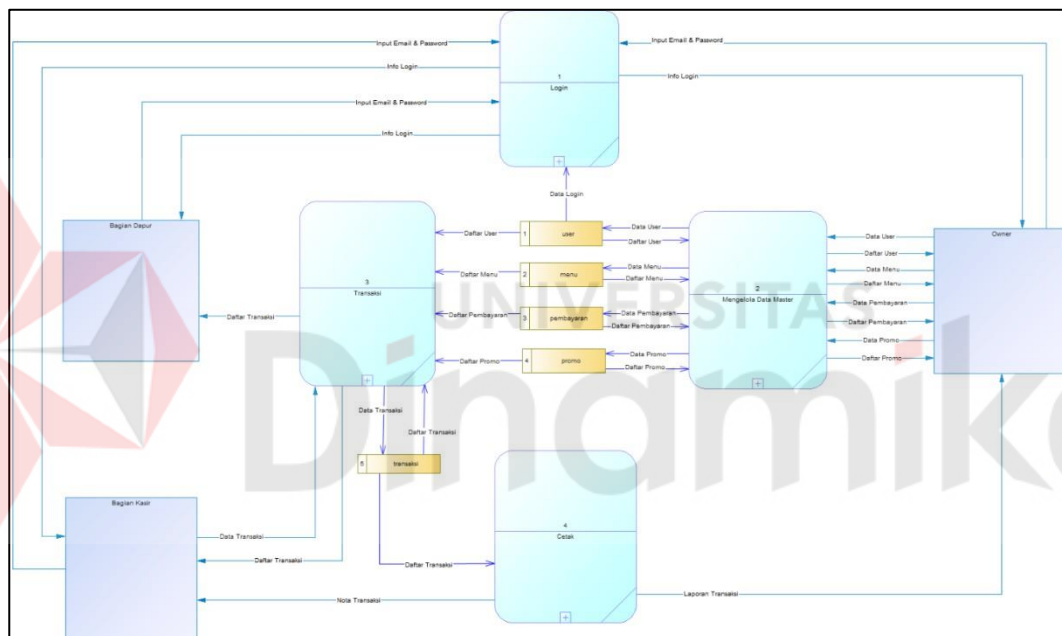 Input Email & Password
Input Email & Password
Info Login
1
Login
Info Login
Input Email & Password
Info Login
Data Login
Bagian Dapur
3
Transaksi
Daftar User
1 user
Data User
Daftar User
2
Mengelola Data Master
Data User
Daftar User
Owner
Daftar Menu
2 menu
Data Menu
Daftar Menu
Data Menu
Daftar Menu
Daftar Transaksi
Daftar Pembayaran
3 pembayaran
Data Pembayaran
Daftar Pembayaran
Data Pembayaran
Daftar Pembayaran
Daftar Promo
4 promo
Data Promo
Daftar Promo
Data Promo
Daftar Promo
UNIVERSITAS
Dinamika
Data Transaksi
Daftar Transaksi
5 transaksi
Bagian Kasir
Data Transaksi
Daftar Transaksi
Daftar Transaksi
4
Cetak
Nota Transaksi
Laporan Transaksi